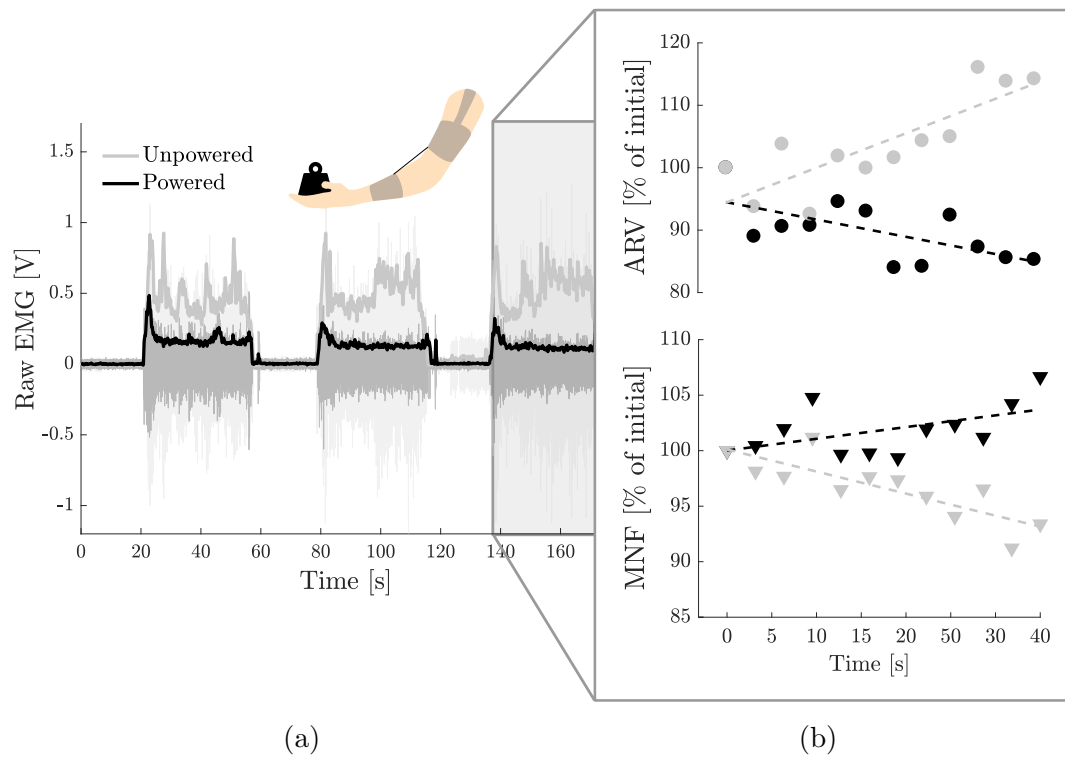 Unpowered
Powered
Raw EMG [V]
1.5
1
0.5
0
-0.5
-1
0 20 40 60 80 100 120 140 160
Time [s]
(a)
ARV [% of initial]
120
110
100
90
80
MNF [% of initial]
110
105
100
95
90
85
0 5 10 15 20 20 30 40
Time [s]
(b)